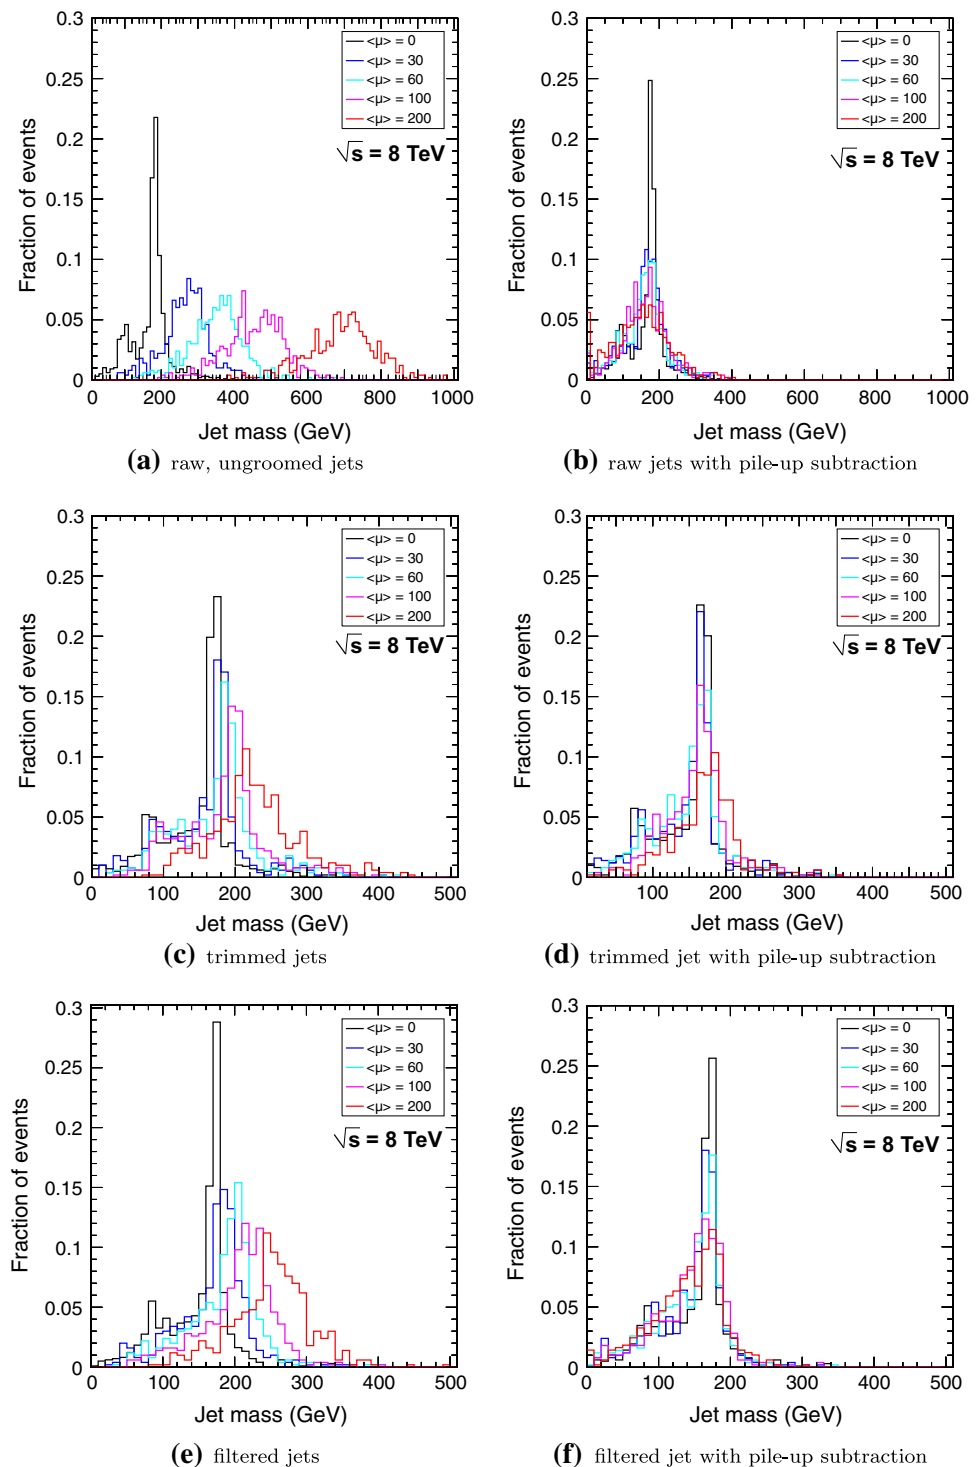 0.3
0.25
0.2
0.15
0.1
0.05
0
Fraction of events
<μ> = 0
<μ> = 30
<μ> = 60
<μ> = 100
<μ> = 200
√s = 8 TeV
0 200 400 600 800 1000
Jet mass (GeV)
(a) raw, ungroomed jets
0.3
0.25
0.2
0.15
0.1
0.05
0
Fraction of events
<μ> = 0
<μ> = 30
<μ> = 60
<μ> = 100
<μ> = 200
√s = 8 TeV
0 200 400 600 800 1000
Jet mass (GeV)
(b) raw jets with pile-up subtraction
0.3
0.25
0.2
0.15
0.1
0.05
0
Fraction of events
<μ> = 0
<μ> = 30
<μ> = 60
<μ> = 100
<μ> = 200
√s = 8 TeV
0 100 200 300 400 500
Jet mass (GeV)
(c) trimmed jets
0.3
0.25
0.2
0.15
0.1
0.05
0
Fraction of events
<μ> = 0
<μ> = 30
<μ> = 60
<μ> = 100
<μ> = 200
√s = 8 TeV
100 200 300 400 500
Jet mass (GeV)
(d) trimmed jet with pile-up subtraction
0.3
0.25
0.2
0.15
0.1
0.05
0
Fraction of events
<μ> = 0
<μ> = 30
<μ> = 60
<μ> = 100
<μ> = 200
√s = 8 TeV
0 100 200 300 400 500
Jet mass (GeV)
(e) filtered jets
0.3
0.25
0.2
0.15
0.1
0.05
0
Fraction of events
<μ> = 0
<μ> = 30
<μ> = 60
<μ> = 100
<μ> = 200
√s = 8 TeV
0 100 200 300 400 500
Jet mass (GeV)
(f) filtered jet with pile-up subtraction